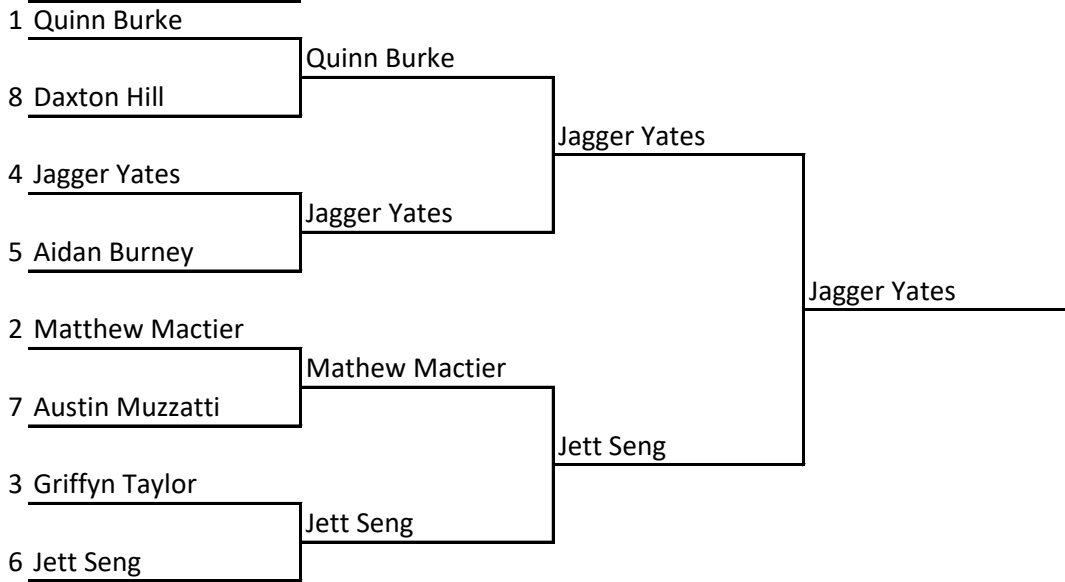 1 Quinn Burke
Quinn Burke
8 Daxton Hill
Jagger Yates
4 Jagger Yates
Jagger Yates
5 Aidan Burney
Jagger Yates
2 Matthew Mactier
Mathew Mactier
7 Austin Muzzatti
Jett Seng
3 Griffyn Taylor
Jett Seng
6 Jett Seng